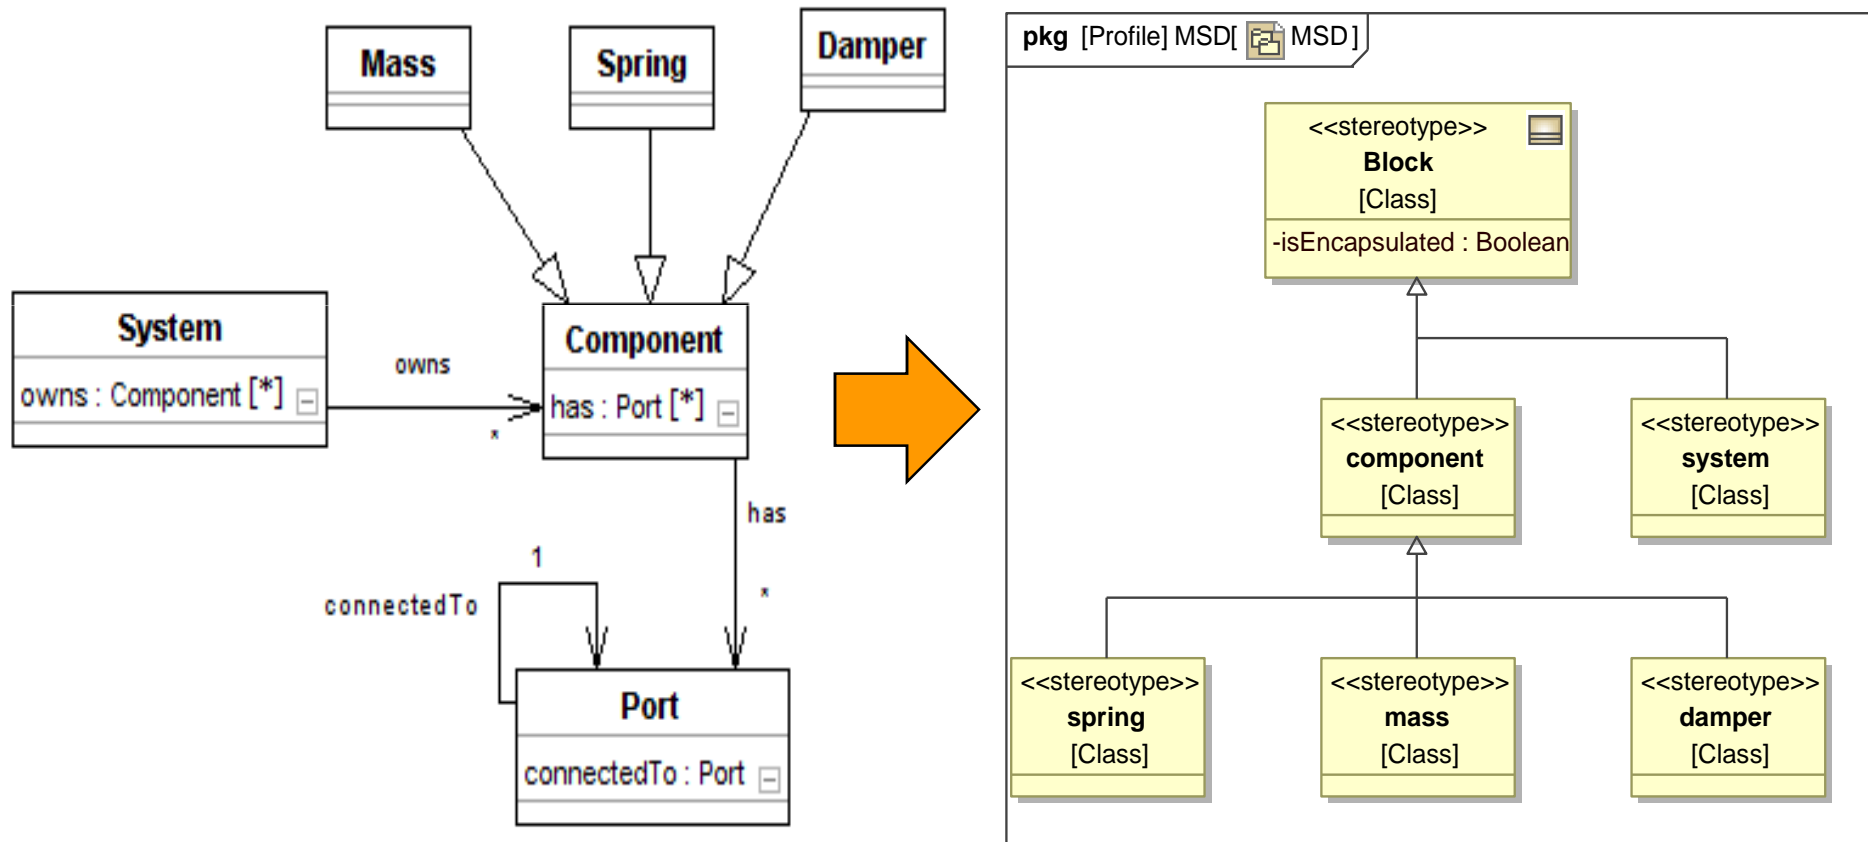 Mass
Spring
Damper
System
owns : Component [*]
owns
*
Component
has : Port [*]
has
*
1
connectedTo
Port
connectedTo : Port
pkg [Profile] MSD[ MSD ]
<<stereotype>>
Block
[Class]
-isEncapsulated : Boolean
<<stereotype>>
component
[Class]
<<stereotype>>
system
[Class]
<<stereotype>>
spring
[Class]
<<stereotype>>
mass
[Class]
<<stereotype>>
damper
[Class]